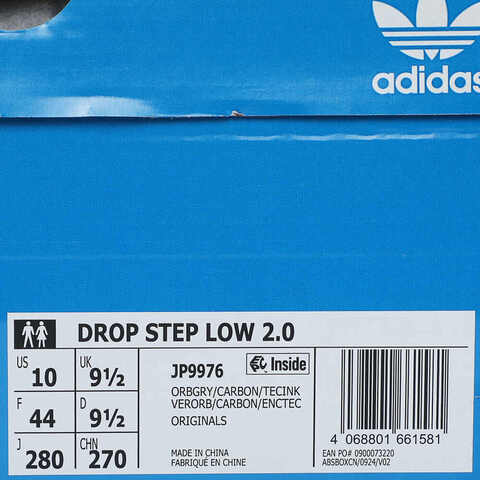 adidas
DROP STEP LOW 2.0
US 10 UK 9½
F 44 D 9½
J 280 CHN 270
JP9976
Inside
ORBGRY/CARBON/TECINK
VERORB/CARBON/ENCTEC
ORIGINALS
MADE IN CHINA
FABRIQUÉ EN CHINE
4 068801 661581
EAN PO# 0900073220
ABSBOXCN/0924/V02